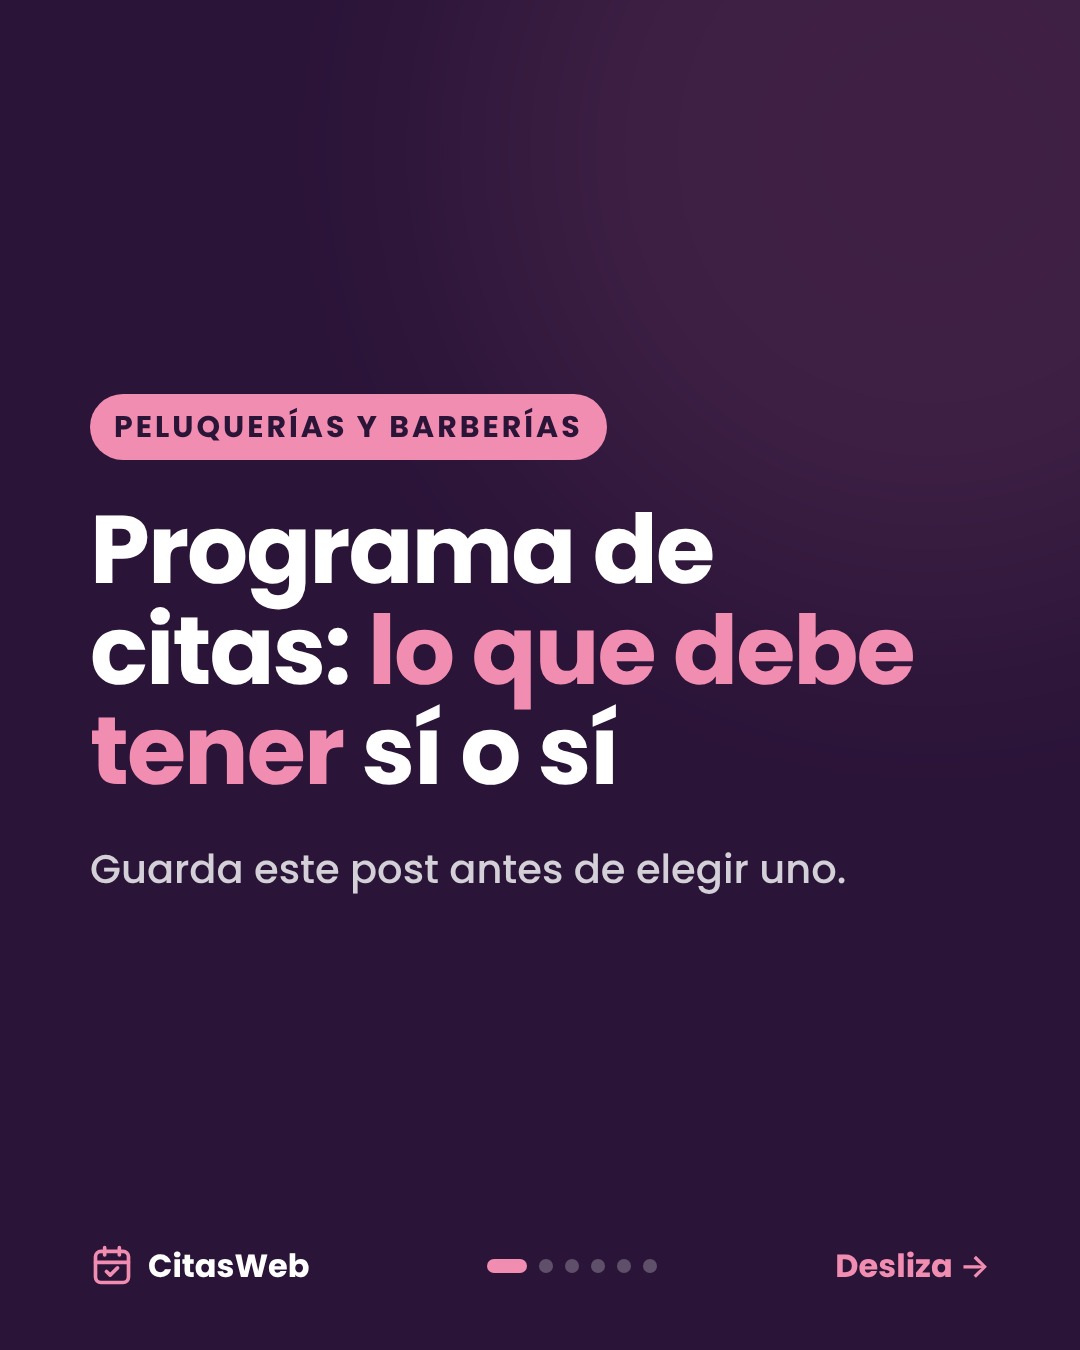 PELUQUERÍAS Y BARBERÍAS
Programa de
citas: lo que debe
tener sí o sí
Guarda este post antes de elegir uno.
CitasWeb
Desliza →